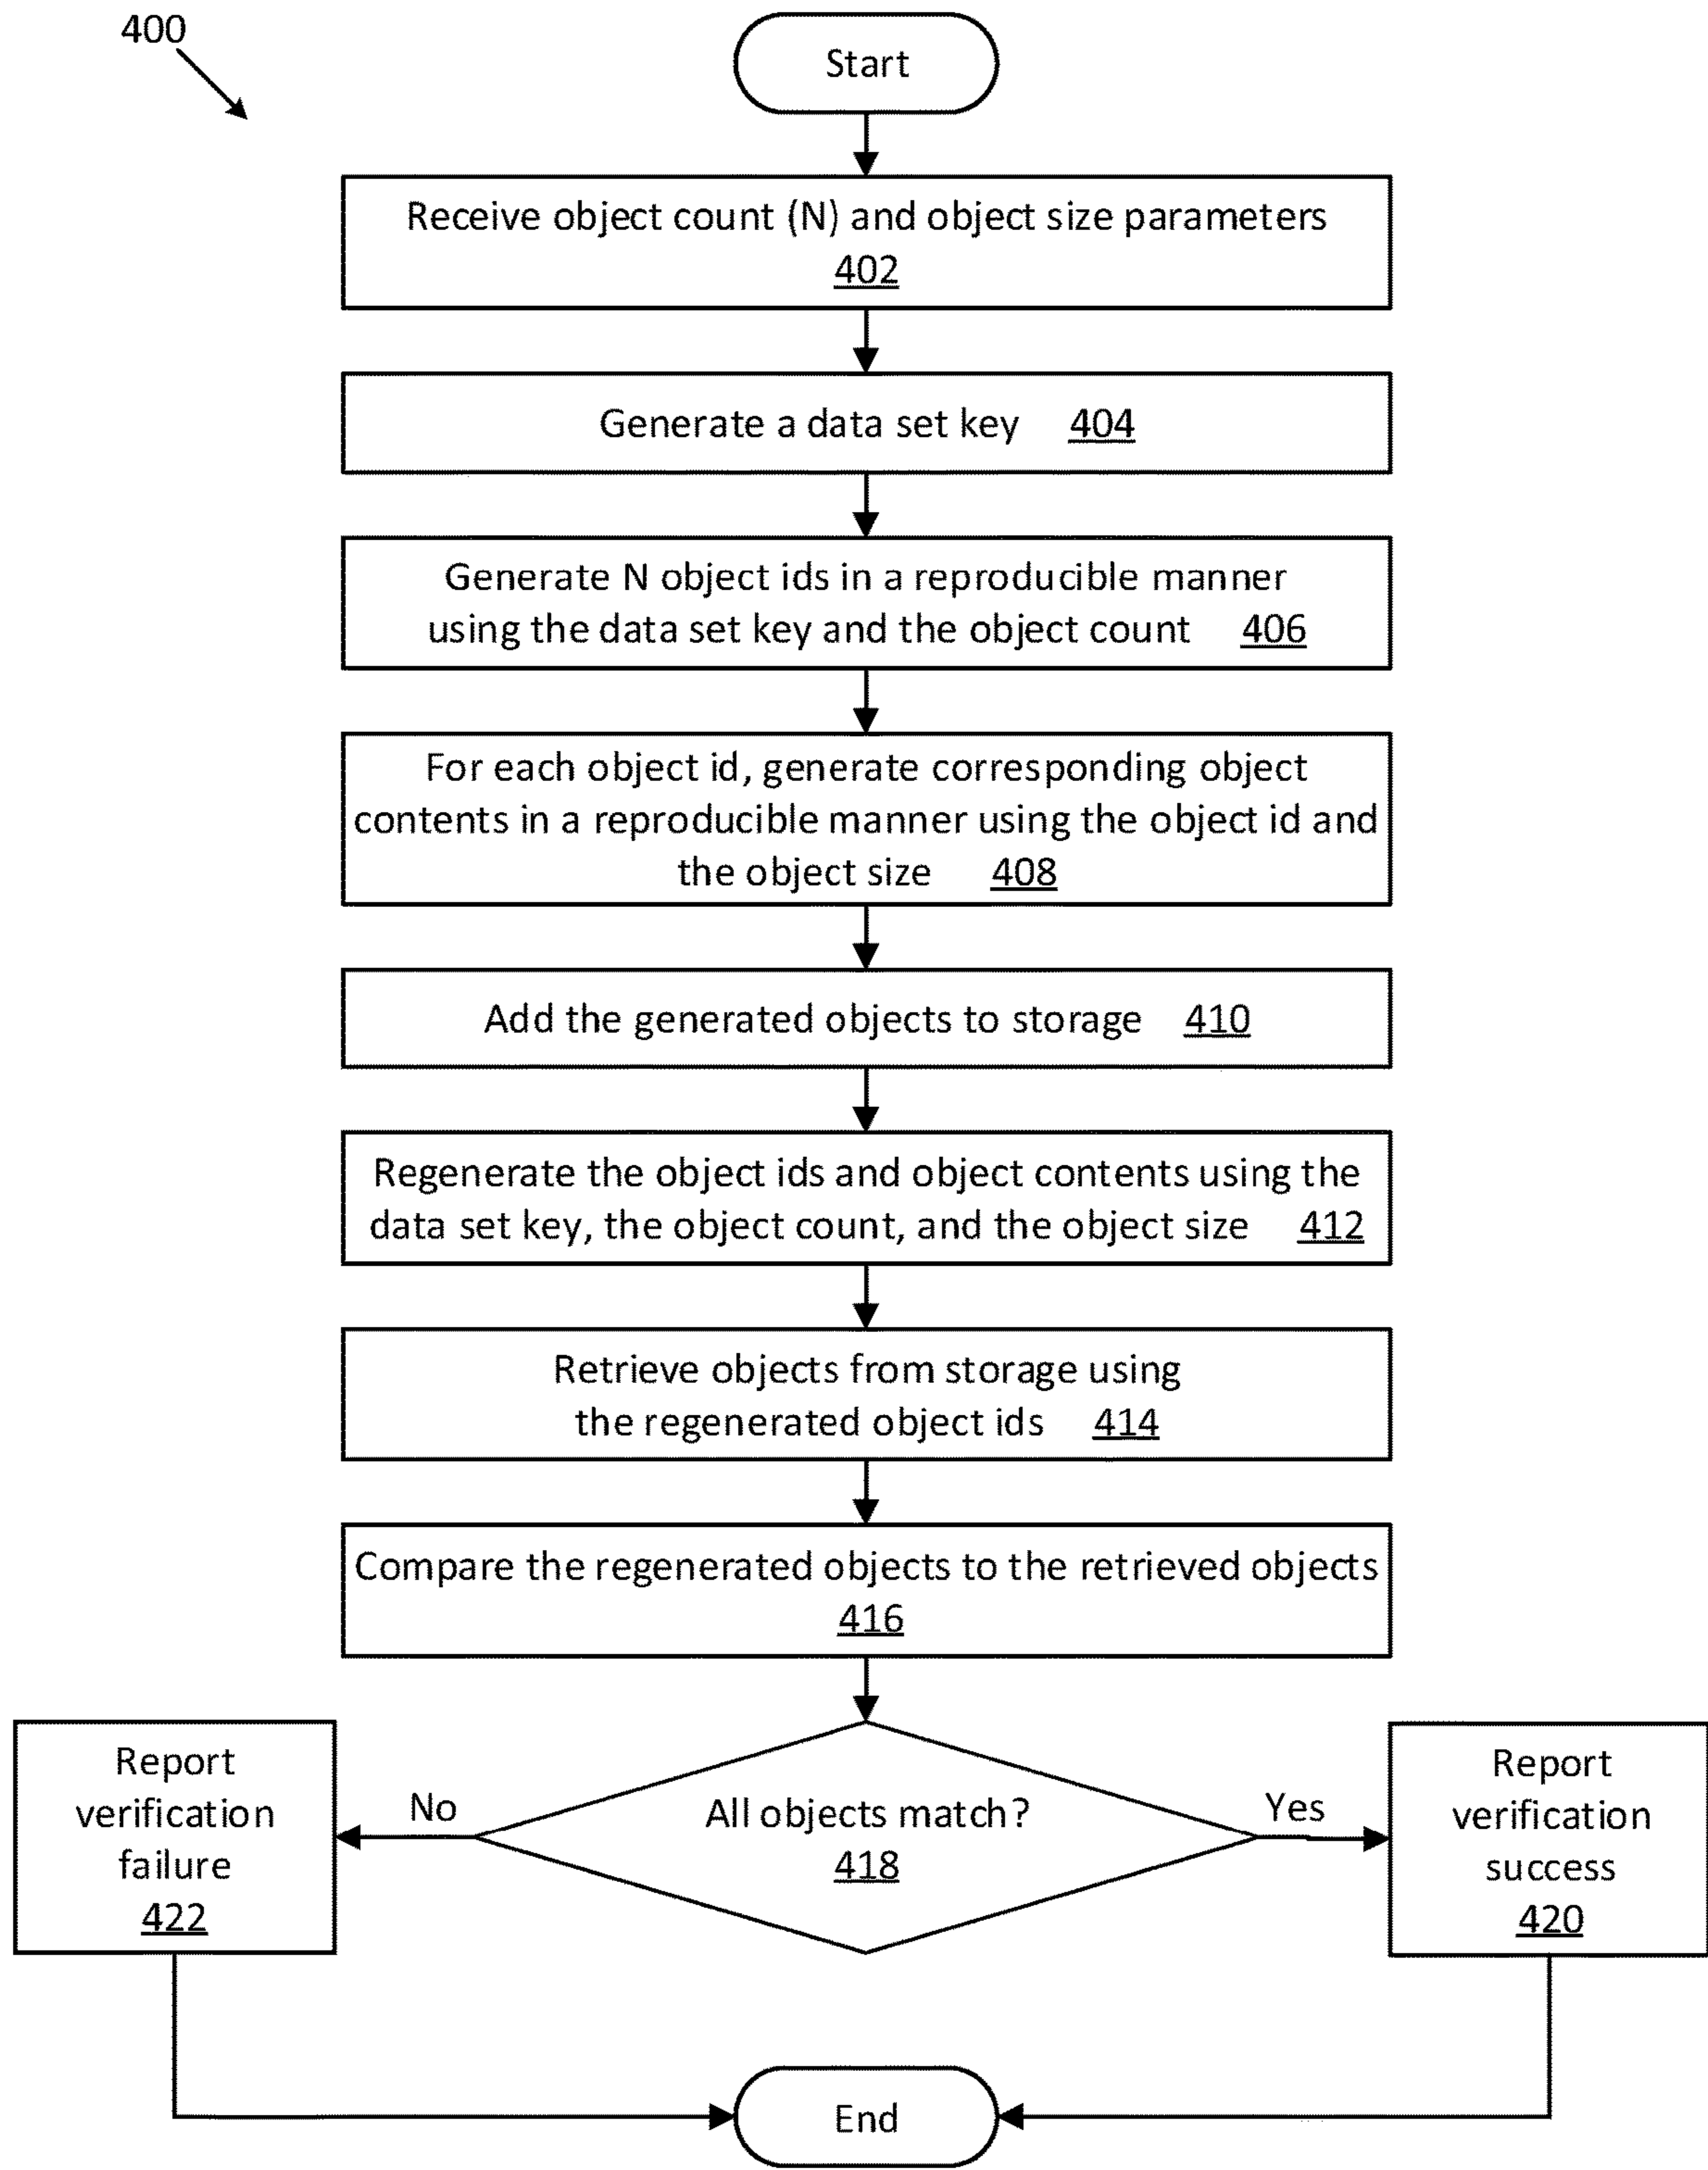 400
Start
Receive object count (N) and object size parameters
402
Generate a data set key 404
Generate N object ids in a reproducible manner
using the data set key and the object count 406
For each object id, generate corresponding object
contents in a reproducible manner using the object id and
the object size 408
Add the generated objects to storage 410
Regenerate the object ids and object contents using the
data set key, the object count, and the object size 412
Retrieve objects from storage using
the regenerated object ids 414
Compare the regenerated objects to the retrieved objects
416
Report
verification
failure
422
No
All objects match?
418
Yes
Report
verification
success
420
End